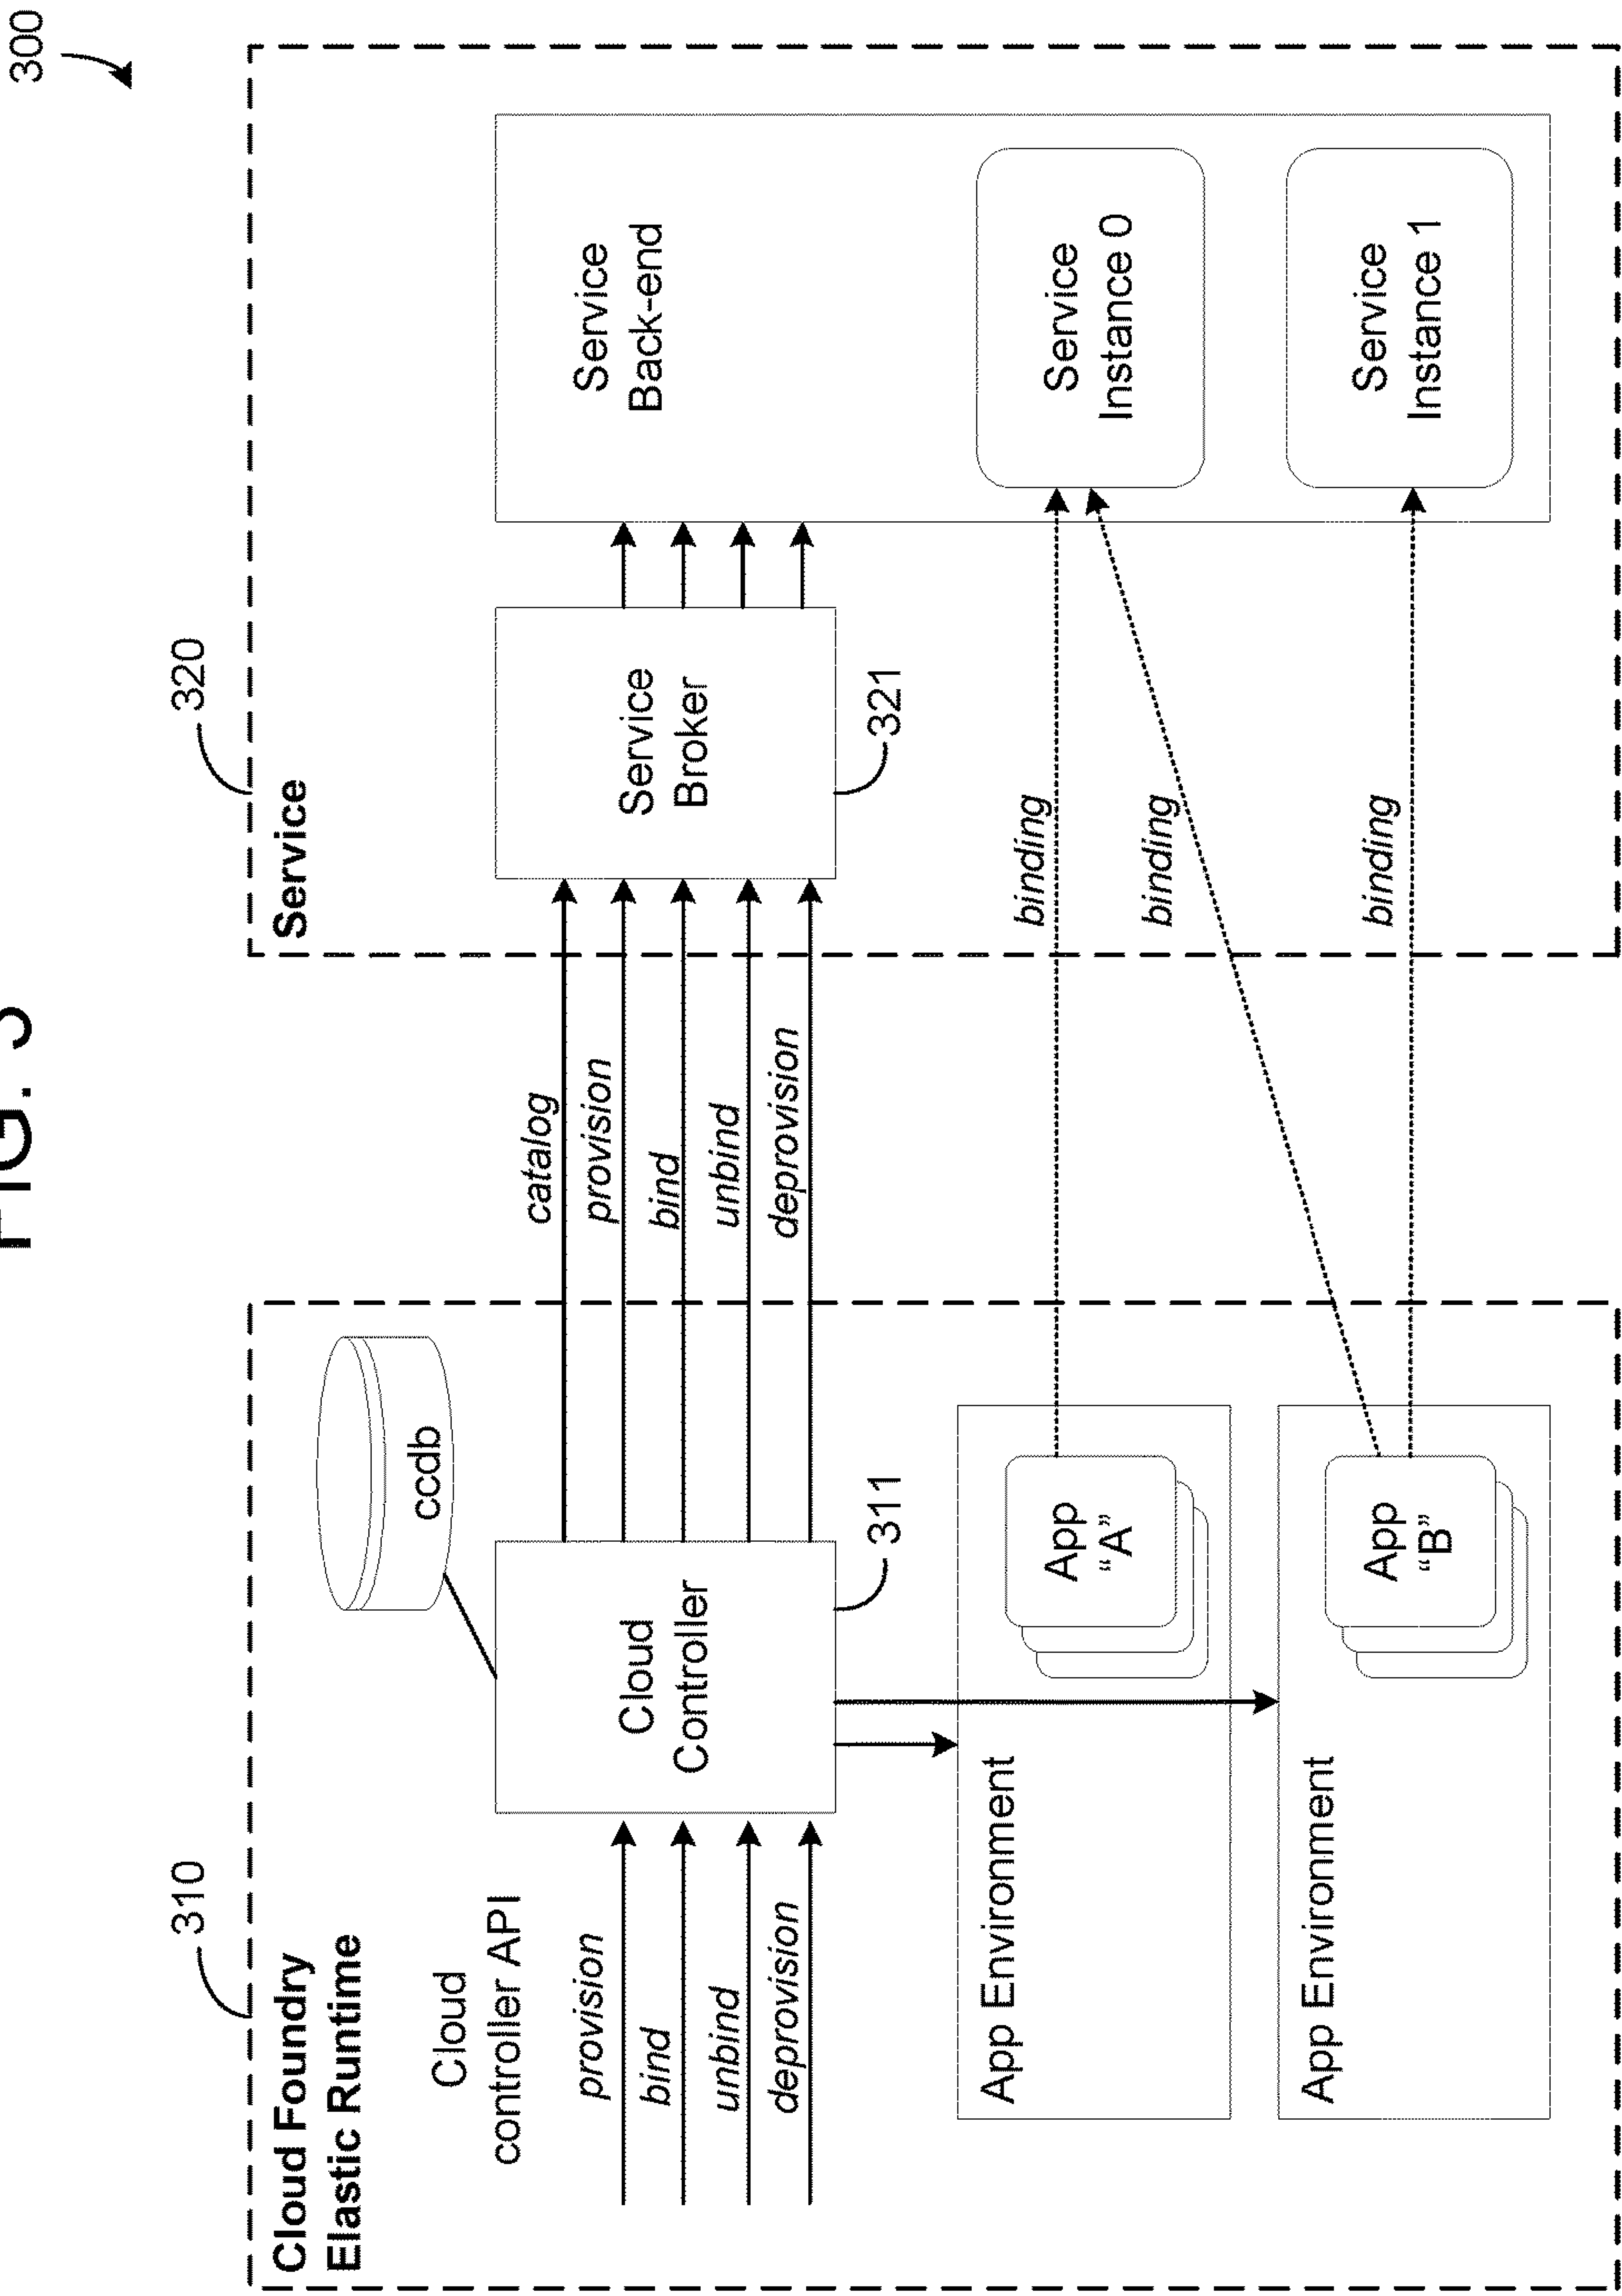 FIG. 3
300
310
Cloud Foundry
Elastic Runtime
Cloud
controller API
provision
bind
unbind
deprovision
ccdb
Cloud
Controller
311
App Environment
App
“A”
App Environment
App
“B”
catalog
provision
bind
unbind
deprovision
320
Service
Service
Broker
321
Service
Back-end
binding
binding
binding
Service
Instance 0
Service
Instance 1